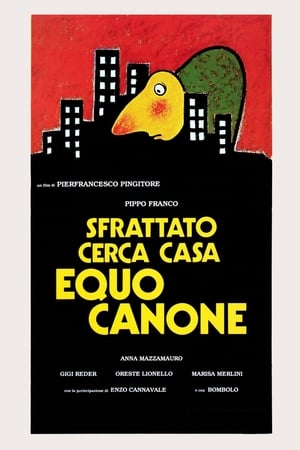 un film di PIERFRANCESCO PINGITORE
PIPPO FRANCO
SFRATTATO
CERCA CASA
EQUO
CANONE
ANNA MAZZAMAURO
GIGI REDER ORESTE LIONELLO MARISA MERLINI
con la partecipazione di ENZO CANNAVALE e con BOMBOLO